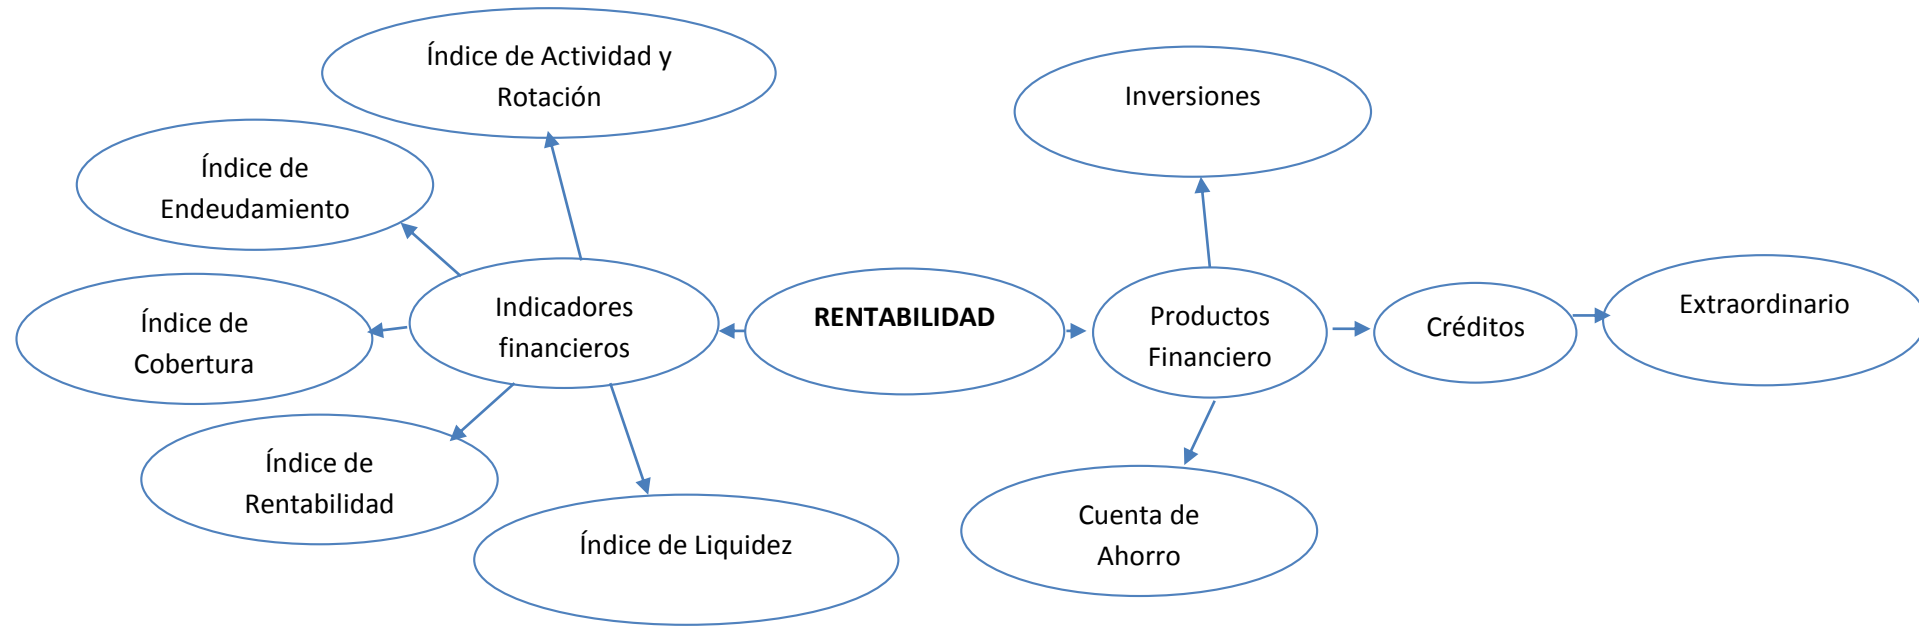 Índice de Actividad y
Rotación
Inversiones
Índice de
Endeudamiento
Índice de
Cobertura
Indicadores
financieros
RENTABILIDAD
Productos
Financiero
Créditos
Extraordinario
Índice de
Rentabilidad
Índice de Liquidez
Cuenta de
Ahorro